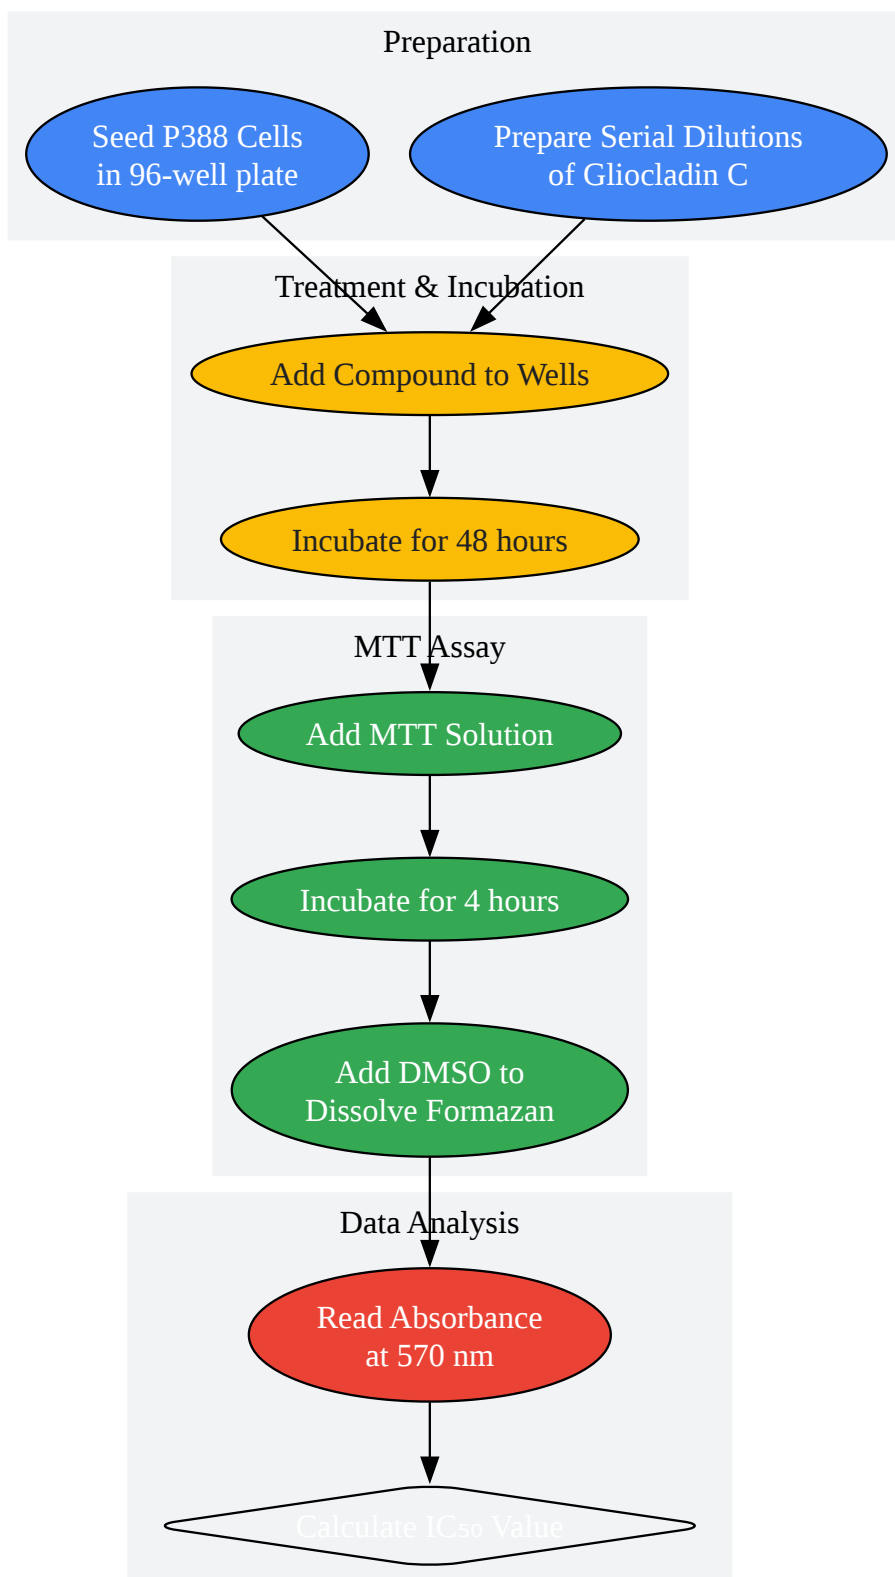 Preparation
Seed P388 Cells
in 96-well plate
Prepare Serial Dilutions
of Gliocladin C
Treatment & Incubation
Add Compound to Wells
Incubate for 48 hours
MTT Assay
Add MTT Solution
Incubate for 4 hours
Add DMSO to
Dissolve Formazan
Data Analysis
Read Absorbance
at 570 nm
Calculate IC₅₀ Value